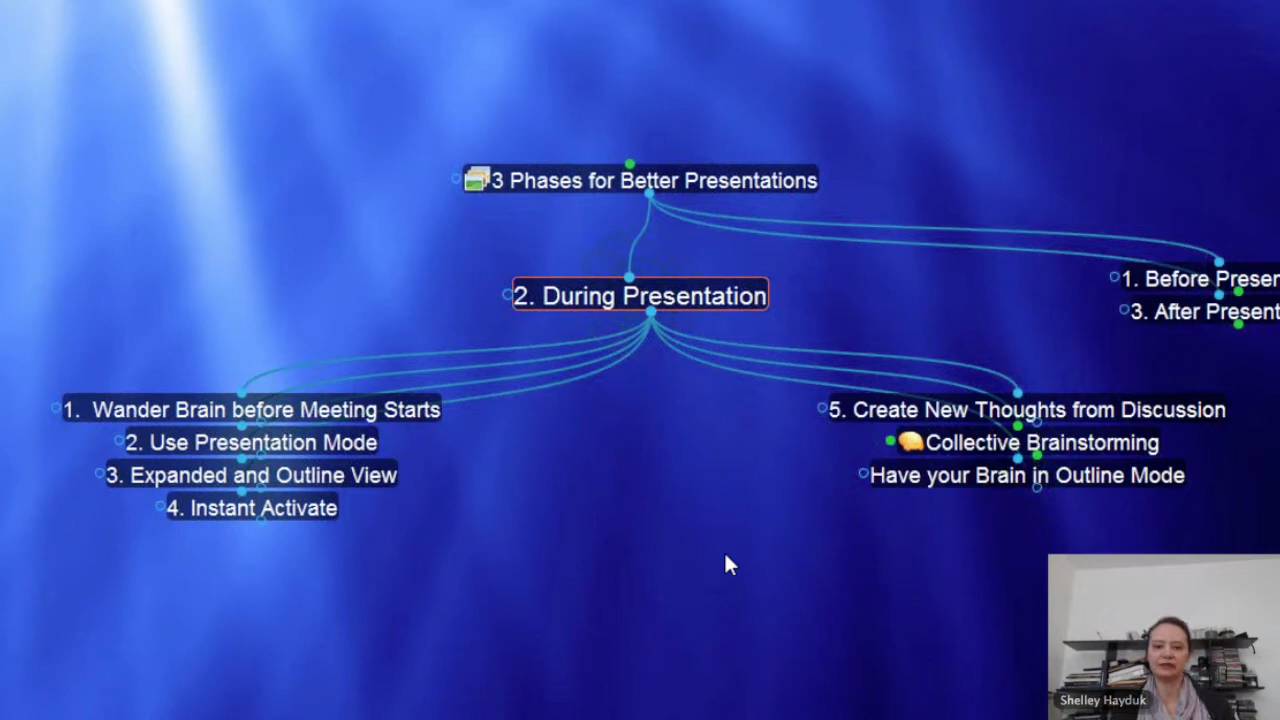 3 Phases for Better Presentations
2. During Presentation
1. Before Presen
3. After Present
1. Wander Brain before Meeting Starts
2. Use Presentation Mode
3. Expanded and Outline View
4. Instant Activate
5. Create New Thoughts from Discussion
Collective Brainstorming
Have your Brain in Outline Mode
Shelley Hayduk